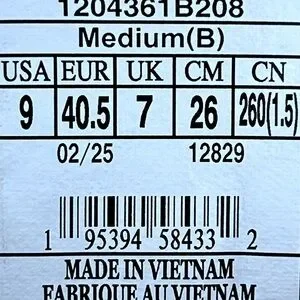 1204361B208
Medium(B)
USA EUR UK CM CN
9 40.5 7 26 260(1.5)
02/25 12829
1 95394 58433 2
MADE IN VIETNAM
FABRIQUE AU VIETNAM